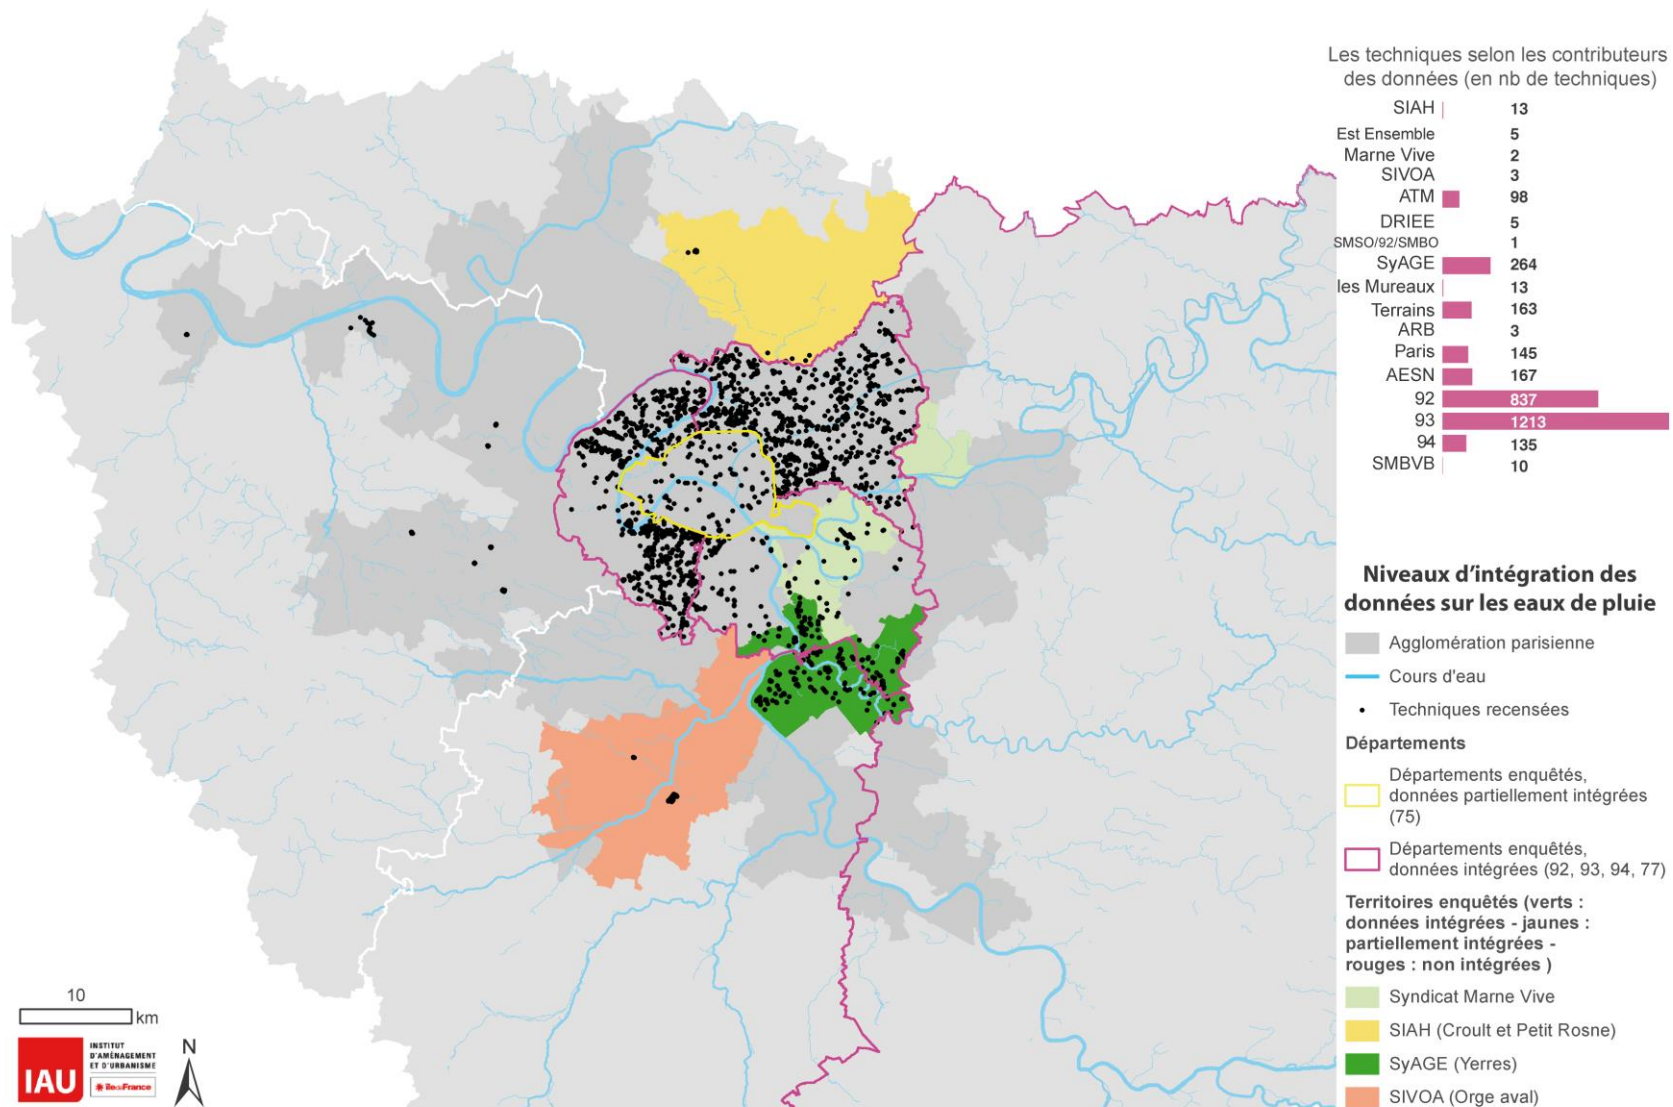 Les techniques selon les contributeurs
des données (en nb de techniques)
SIAH 13
Est Ensemble 5
Marne Vive 2
SIVOA 3
ATM 98
DRIEE 5
SMSO/92/SMBO 1
SyAGE 264
les Mureaux 13
Terrains 163
ARB 3
Paris 145
AESN 167
92 837
93 1213
94 135
SMBVB 10
Niveaux d'intégration des
données sur les eaux de pluie
Agglomération parisienne
Cours d'eau
Techniques recensées
Départements
Départements enquêtés,
données partiellement intégrées
(75)
Départements enquêtés,
données intégrées (92, 93, 94, 77)
Territoires enquêtés (verts :
données intégrées - jaunes :
partiellement intégrées -
rouges : non intégrées )
Syndicat Marne Vive
SIAH (Croult et Petit Rosne)
SyAGE (Yerres)
SIVOA (Orge aval)
10
km
IAU
INSTITUT
D'AMÉNAGEMENT
ET D'URBANISME
îledeFrance
N